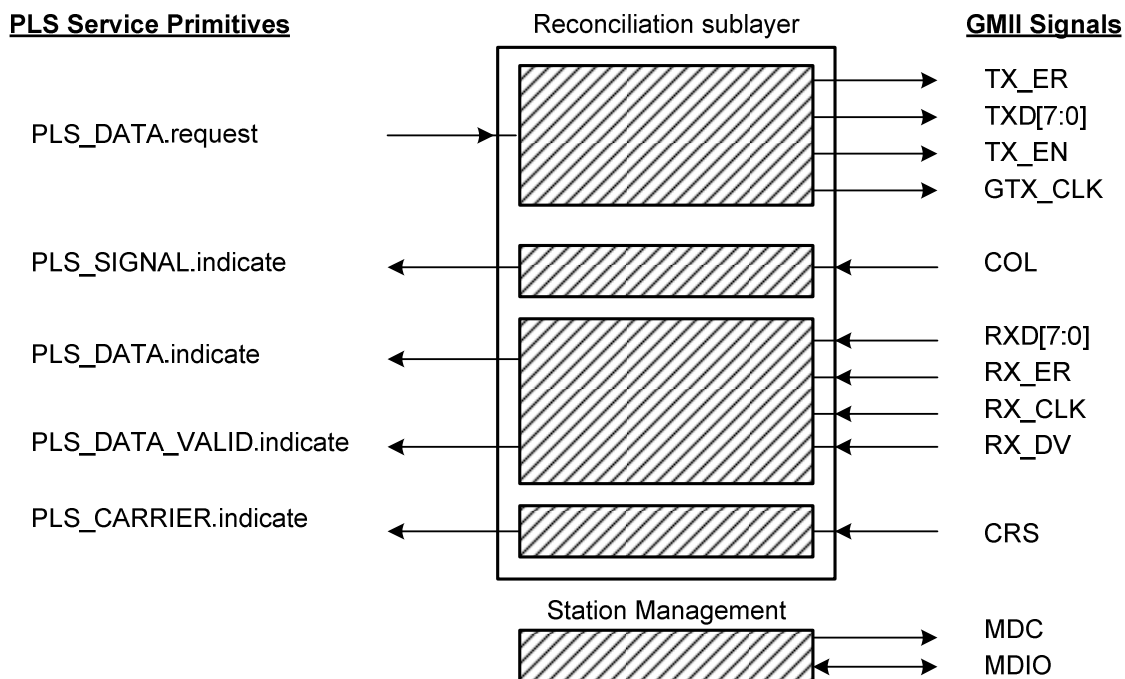 PLS Service Primitives
Reconciliation sublayer
GMII Signals
PLS_DATA.request
TX_ER
TXD[7:0]
TX_EN
GTX_CLK
PLS_SIGNAL.indicate
COL
PLS_DATA.indicate
PLS_DATA_VALID.indicate
RXD[7:0]
RX_ER
RX_CLK
RX_DV
PLS_CARRIER.indicate
CRS
Station Management
MDC
MDIO